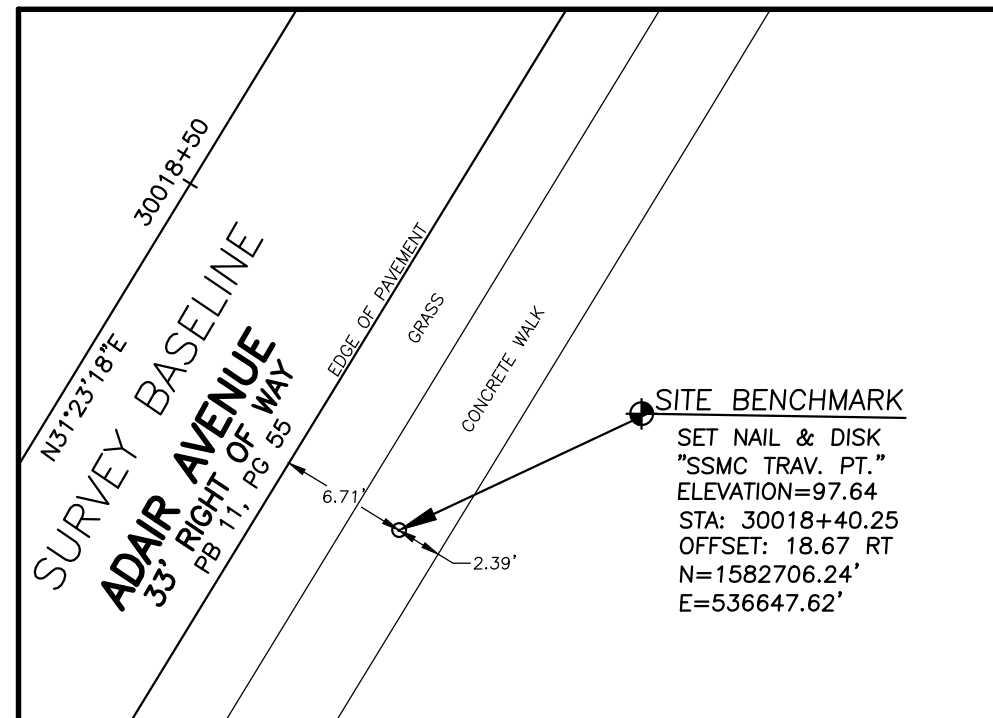 30018+50
N31°23'18"E
SURVEY BASELINE
ADAIR AVENUE
33' RIGHT OF WAY
PB 11, PG 55
EDGE OF PAVEMENT
GRASS
CONCRETE WALK
6.71'
2.39'
SITE BENCHMARK
SET NAIL & DISK
"SSMC TRAV. PT."
ELEVATION=97.64
STA: 30018+40.25
OFFSET: 18.67 RT
N=1582706.24'
E=536647.62'